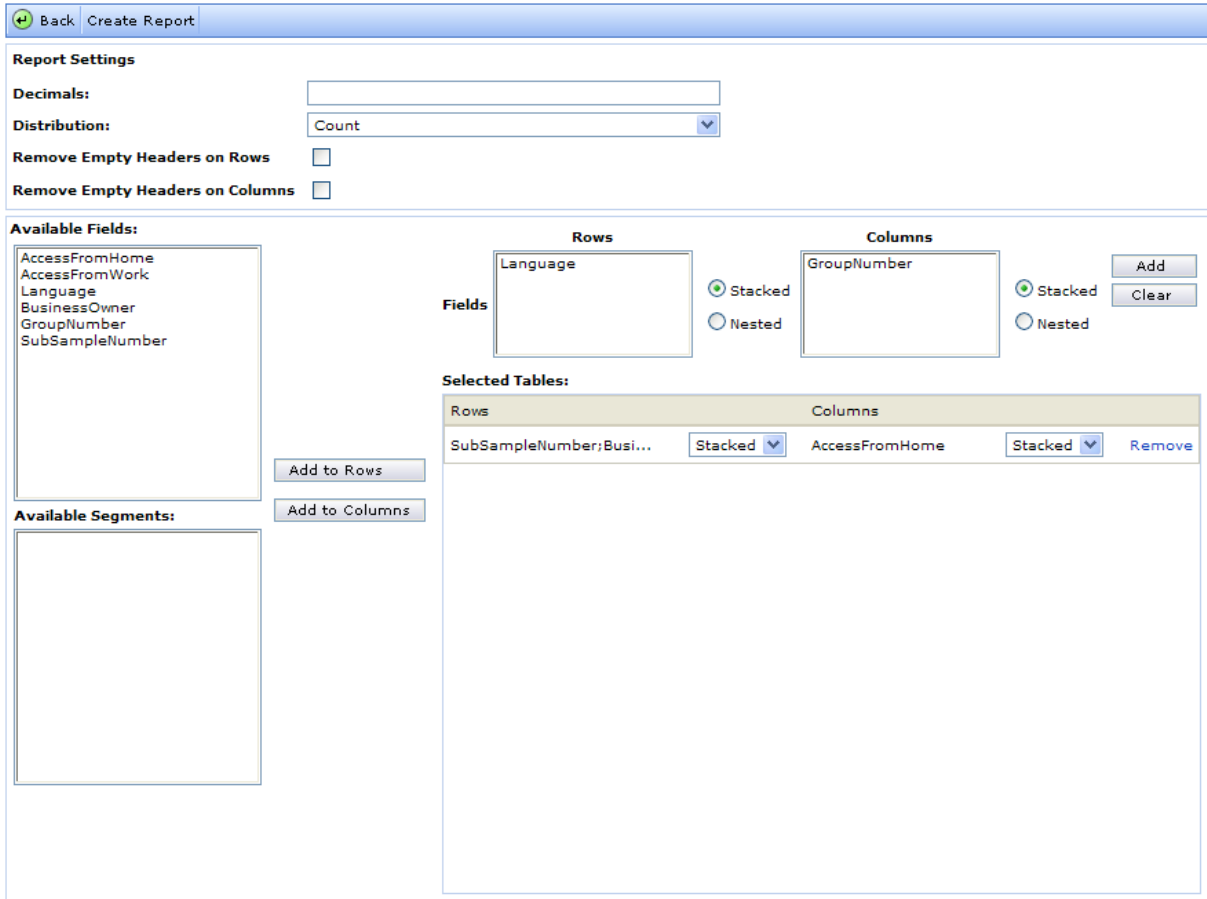 Back Create Report
Report Settings
Decimals:
Distribution: Count
Remove Empty Headers on Rows
Remove Empty Headers on Columns
Available Fields:
AccessFromHome
AccessFromWork
Language
BusinessOwner
GroupNumber
SubSampleNumber
Rows Columns
Fields
Language
Stacked
Nested
GroupNumber
Stacked
Nested
Add
Clear
Selected Tables:
Rows Columns
SubSampleNumber;Busi... Stacked AccessFromHome Stacked Remove
Add to Rows
Add to Columns
Available Segments: